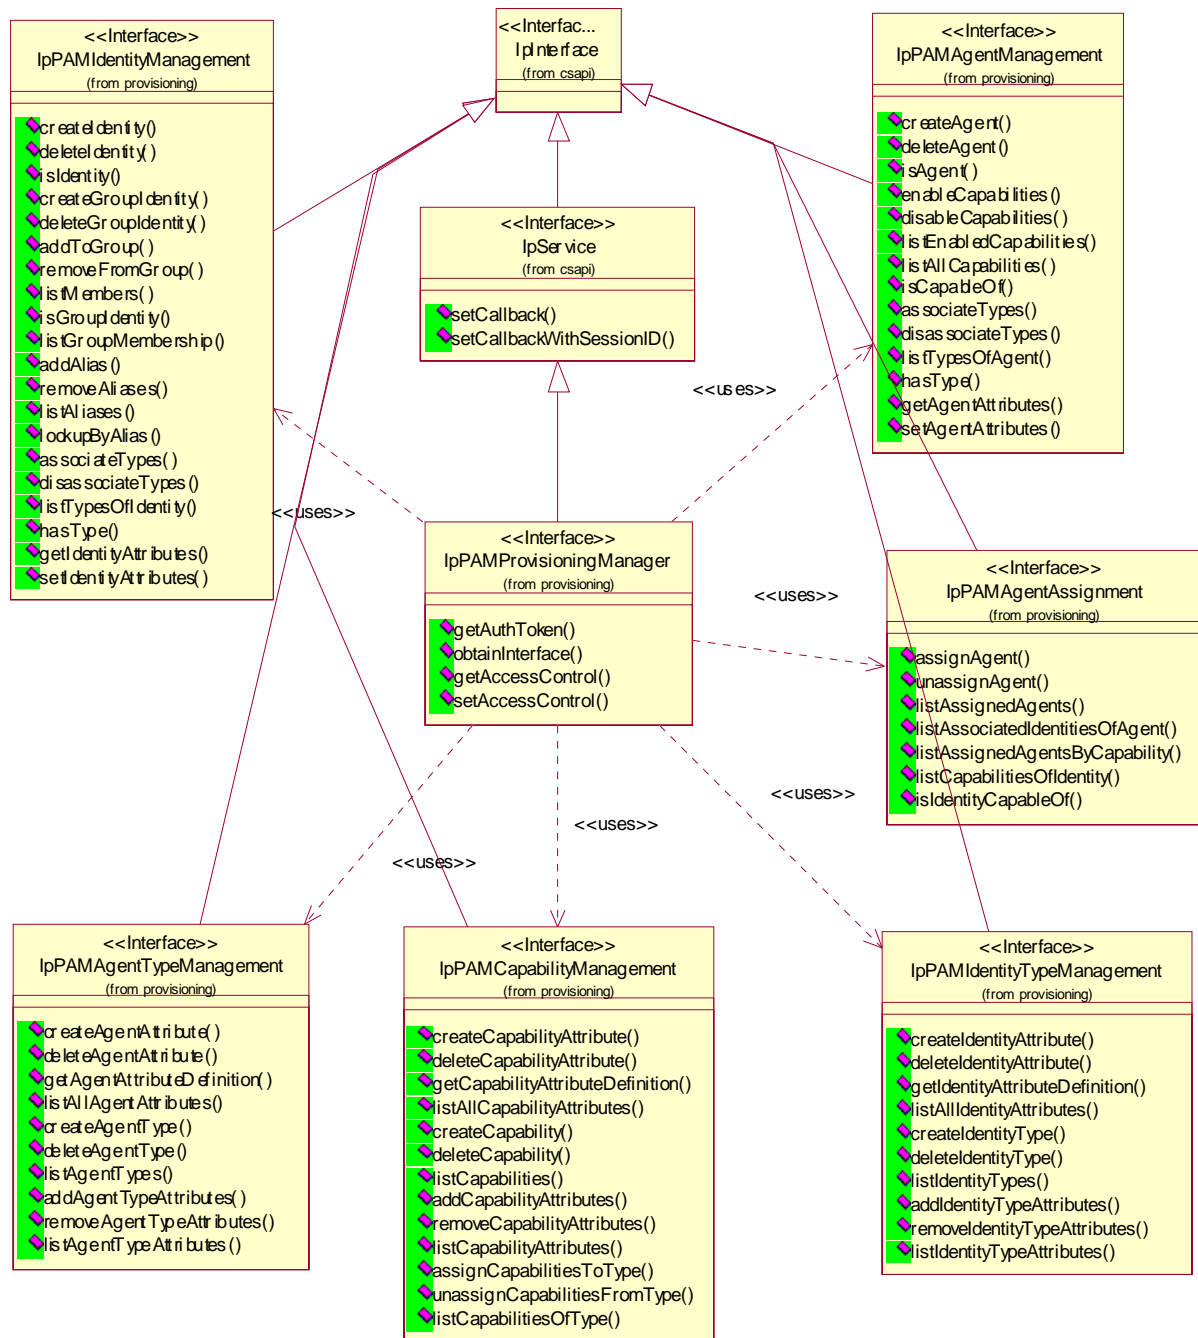 <<Interface>>
IpPAMIdentityManagement
(from provisioning)
createIdentity()
deleteIdentity()
isIdentity()
createGroupIdentity()
deleteGroupIdentity()
addToGroup()
removeFromGroup()
listMembers()
isGroupIdentity()
listGroupMembership()
addAlias()
removeAliases()
listAliases()
lookupByAlias()
associateTypes()
disassociateTypes()
listTypesOfIdentity()
hasType()
getIdentityAttributes()
setIdentityAttributes()
<<Interfac...
IpInterface
(from csapi)
<<Interface>>
IpService
(from csapi)
setCallback()
setCallbackWithSessionID()
<<Interface>>
IpPAMAgentManagement
(from provisioning)
createAgent()
deleteAgent()
isAgent()
enableCapabilities()
disableCapabilities()
listEnabledCapabilities()
listAllCapabilities()
isCapableOf()
associateTypes()
disassociateTypes()
listTypesOfAgent()
hasType()
getAgentAttributes()
setAgentAttributes()
<<uses>>
<<uses>>
<<Interface>>
IpPAMProvisioningManager
(from provisioning)
getAuthToken()
obtainInterface()
getAccessControl()
setAccessControl()
<<uses>>
<<Interface>>
IpPAMAgentAssignment
(from provisioning)
assignAgent()
unassignAgent()
listAssignedAgents()
listAssociatedIdentitiesOfAgent()
listAssignedAgentsByCapability()
listCapabilitiesOfIdentity()
isIdentityCapableOf()
<<uses>>
<<uses>>
<<uses>>
<<Interface>>
IpPAMAgentTypeManagement
(from provisioning)
createAgentAttribute()
deleteAgentAttribute()
getAgentAttributeDefinition()
listAllAgentAttributes()
createAgentType()
deleteAgentType()
listAgentTypes()
addAgentTypeAttributes()
removeAgentTypeAttributes()
listAgentTypeAttributes()
<<Interface>>
IpPAMCapabilityManagement
(from provisioning)
createCapabilityAttribute()
deleteCapabilityAttribute()
getCapabilityAttributeDefinition()
listAllCapabilityAttributes()
createCapability()
deleteCapability()
listCapabilities()
addCapabilityAttributes()
removeCapabilityAttributes()
listCapabilityAttributes()
assignCapabilitiesToType()
unassignCapabilitiesFromType()
listCapabilitiesOfType()
<<Interface>>
IpPAMIdentityTypeManagement
(from provisioning)
createIdentityAttribute()
deleteIdentityAttribute()
getIdentityAttributeDefinition()
listAllIdentityAttributes()
createIdentityType()
deleteIdentityType()
listIdentityTypes()
addIdentityTypeAttributes()
removeIdentityTypeAttributes()
listIdentityTypeAttributes()